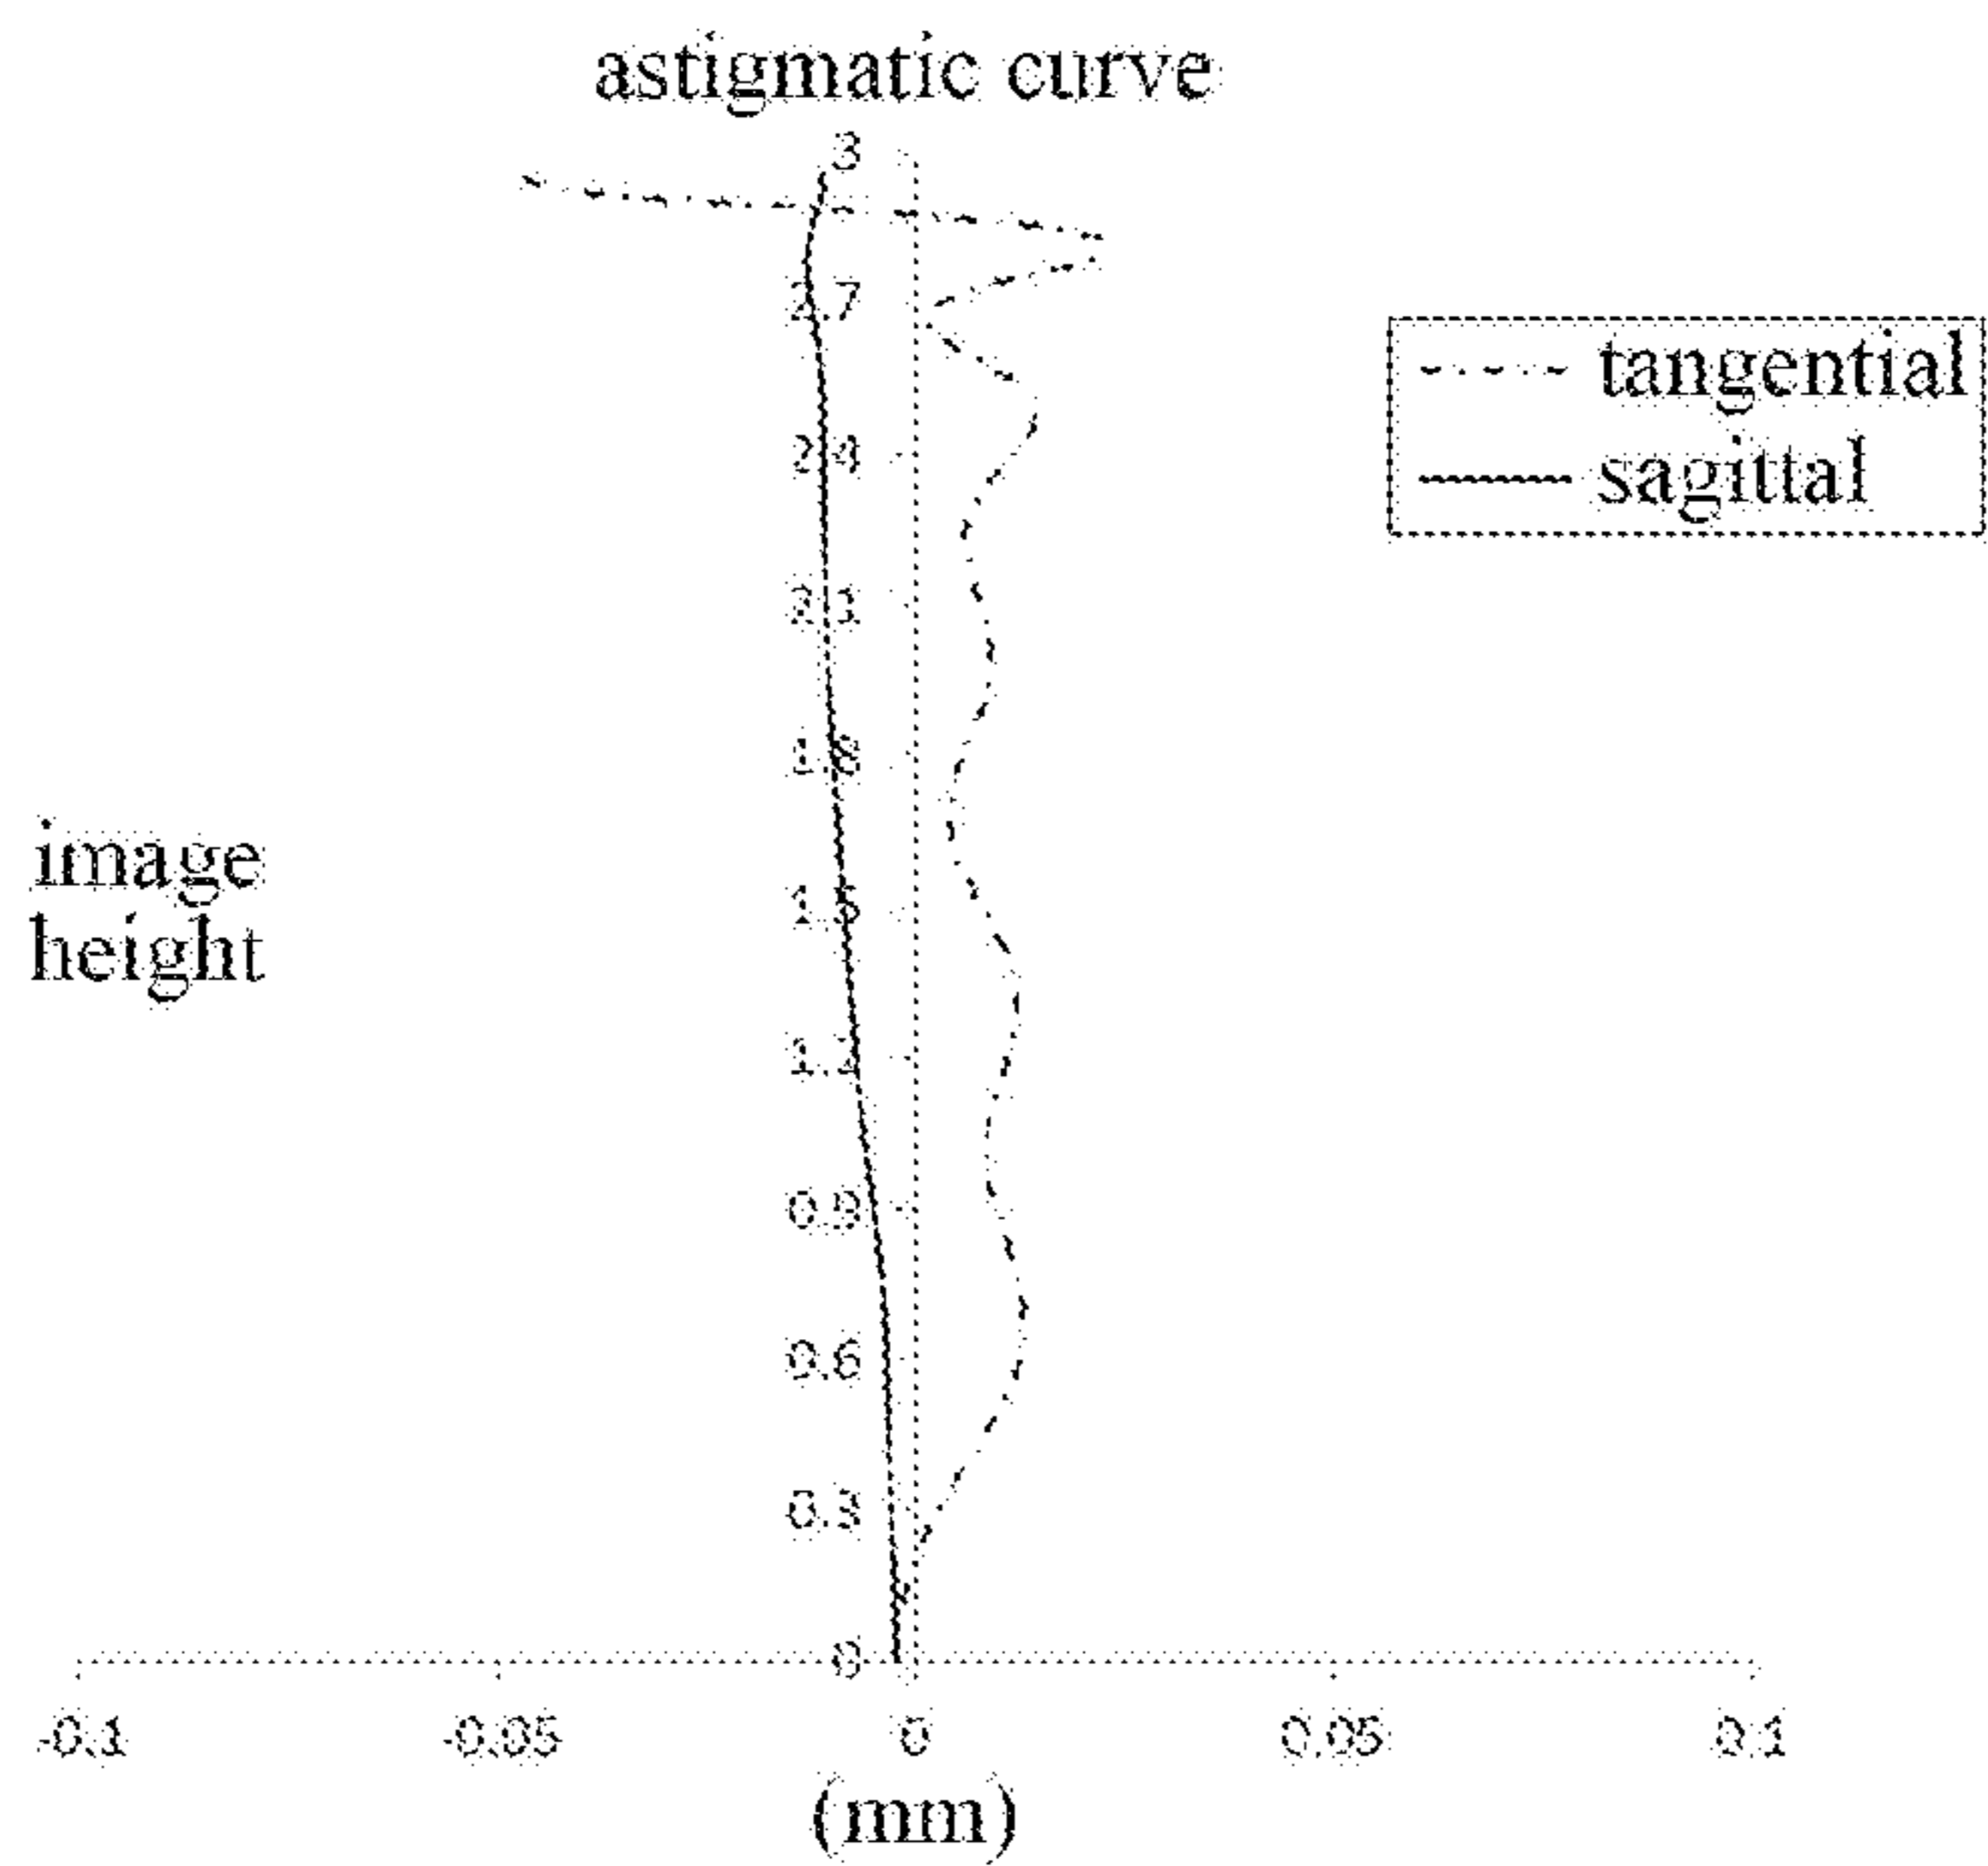 astigmatic curve
3
2.7
2.4
2.1
1.8
1.5
1.2
0.9
0.6
0.3
0
tangential
sagittal
image
height
-0.1 -0.05 0 0.05 0.1
(mm)